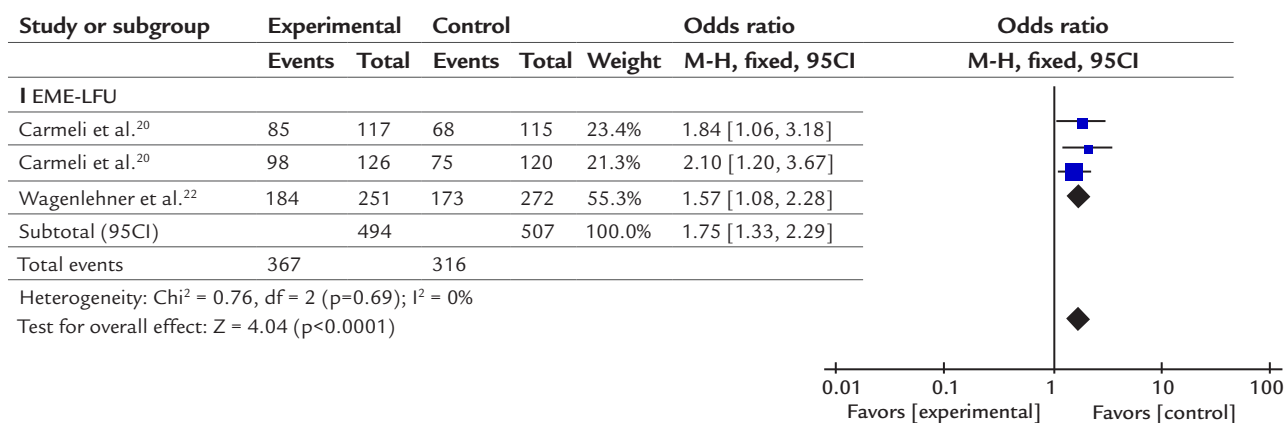 Study or subgroup Experimental Control Odds ratio Odds ratio
Events Total Events Total Weight M-H, fixed, 95CI M-H, fixed, 95CI
I EME-LFU
Carmeli et al.20 85 117 68 115 23.4% 1.84 [1.06, 3.18]
Carmeli et al.20 98 126 75 120 21.3% 2.10 [1.20, 3.67]
Wagenlehner et al.22 184 251 173 272 55.3% 1.57 [1.08, 2.28]
Subtotal (95CI) 494 507 100.0% 1.75 [1.33, 2.29]
Total events 367 316
Heterogeneity: Chi2 = 0.76, df = 2 (p=0.69); I2 = 0%
Test for overall effect: Z = 4.04 (p<0.0001)
0.01 0.1 1 10 100
Favors [experimental] Favors [control]